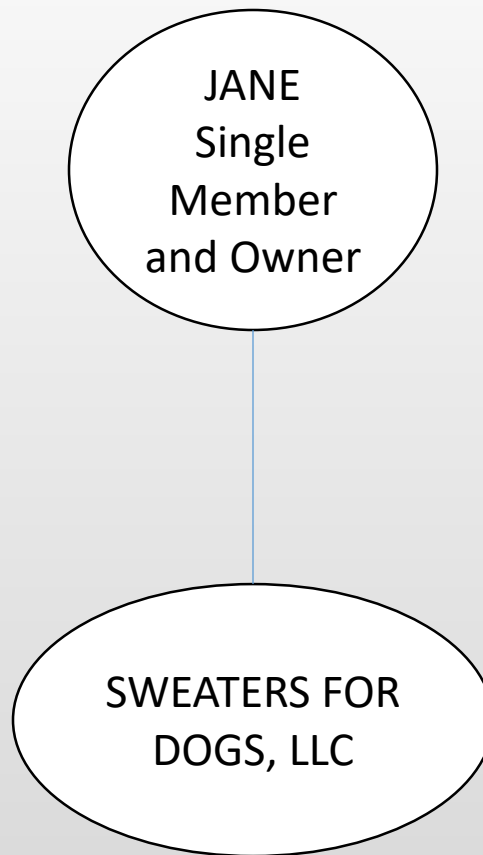 JANE
Single
Member
and Owner
SWEATERS FOR
DOGS, LLC